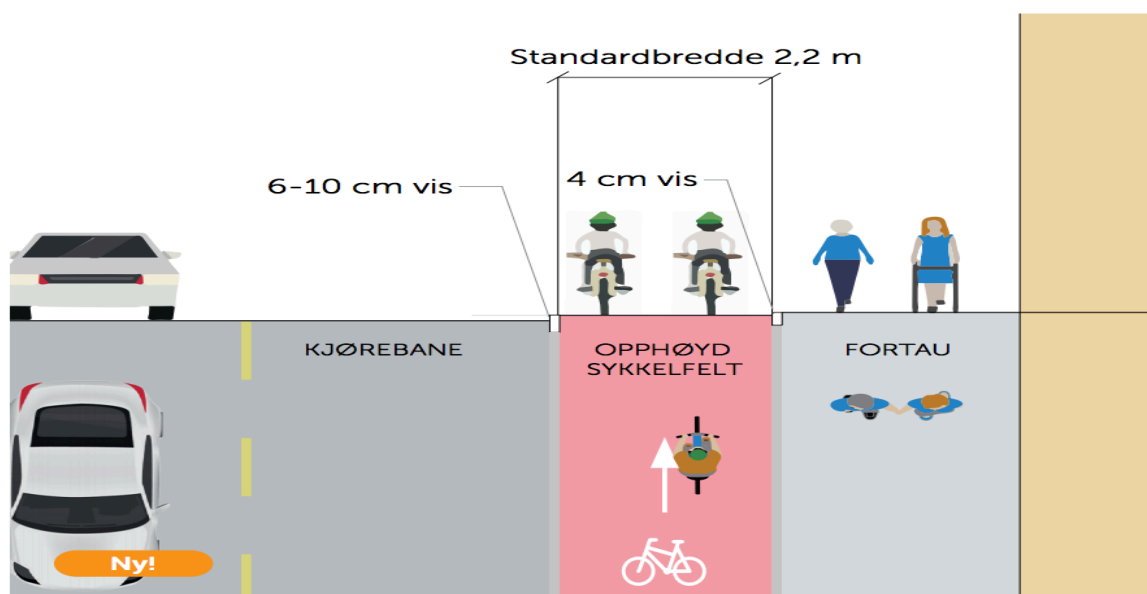 Standardbredde 2,2 m
6-10 cm vis
4 cm vis
KJØREBANE
OPPHØYD
SYKKELFELT
FORTAU
Ny!